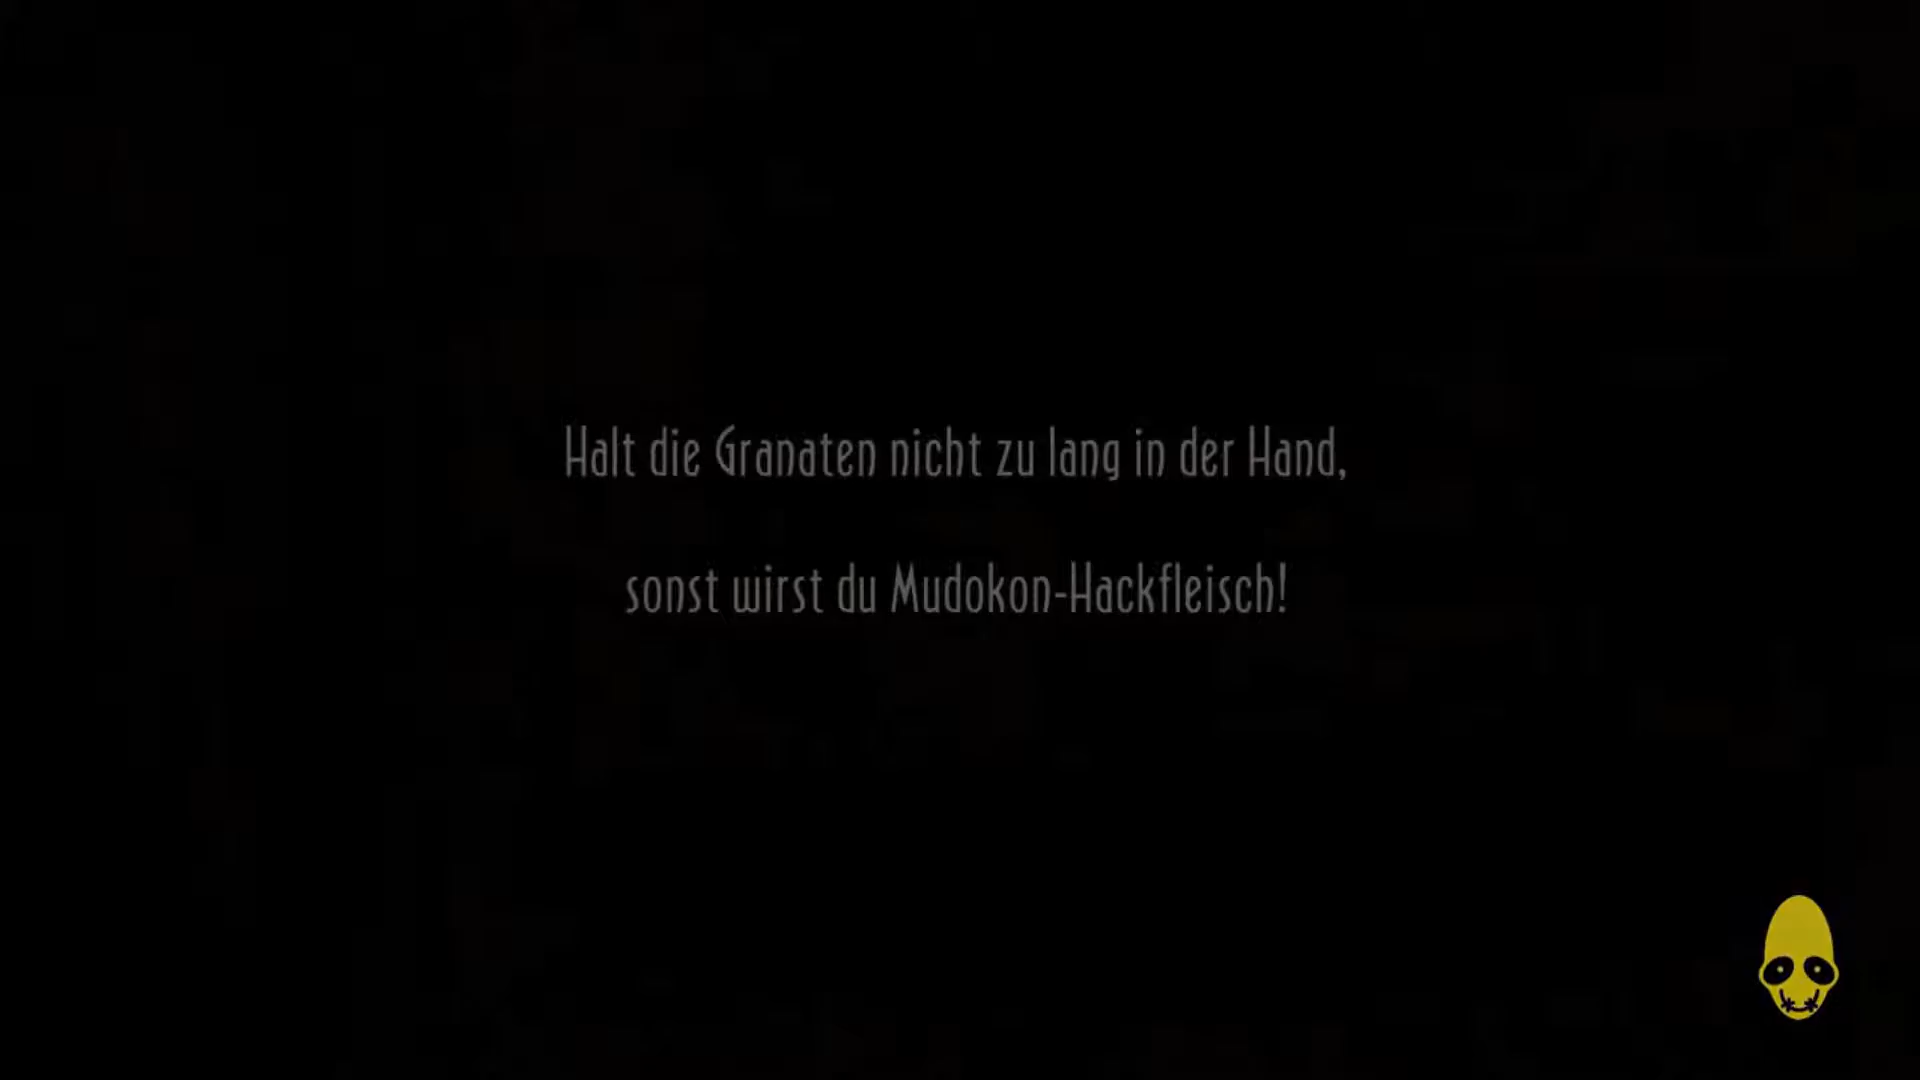 Halt die Granaten nicht zu lang in der Hand,
sonst wirst du Mudokon-Hackfleisch!